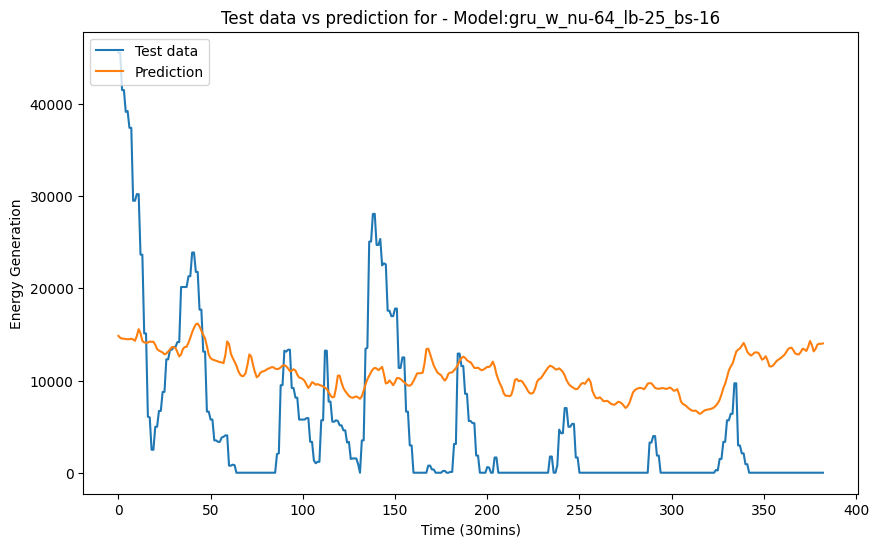 Test data vs prediction for - Model:gru_w_nu-64_lb-25_bs-16
Test data
Prediction
40000
30000
20000
10000
0
Energy Generation
0 50 100 150 200 250 300 350 400
Time (30mins)